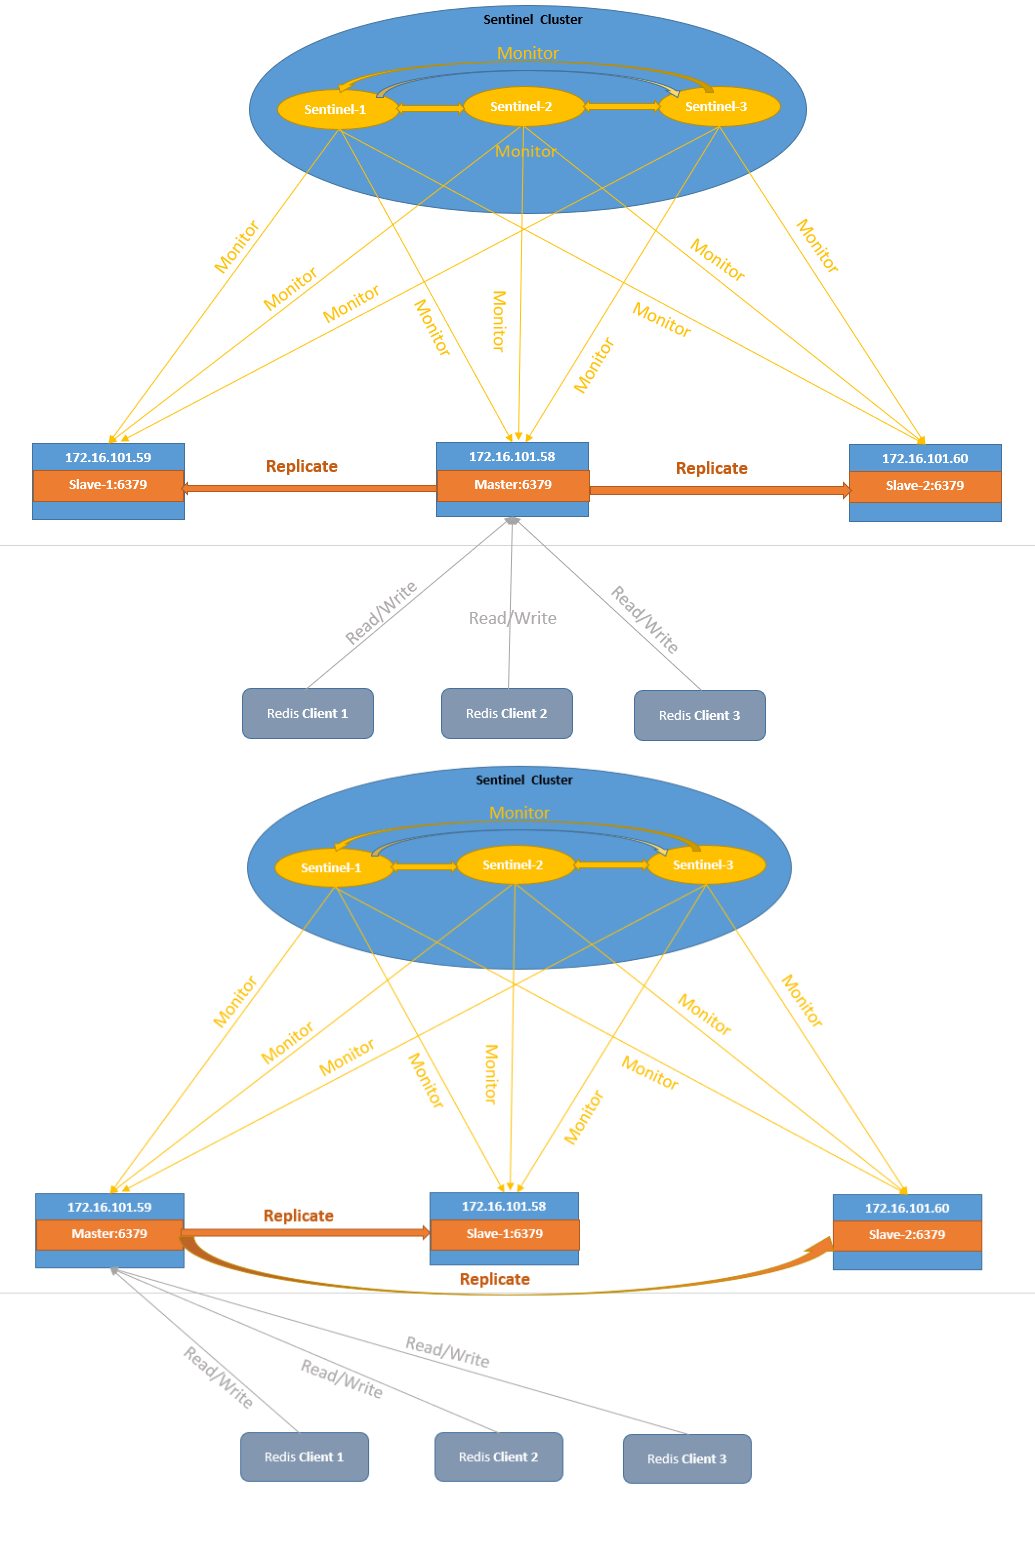 Sentinel Cluster
Monitor
Sentinel-1
Sentinel-2
Sentinel-3
Monitor
Monitor
Monitor
Monitor
Monitor
Monitor
Monitor
Monitor
Monitor
Monitor
172.16.101.59
Slave-1:6379
Replicate
172.16.101.58
Master:6379
Replicate
172.16.101.60
Slave-2:6379
Read/Write
Read/Write
Read/Write
Redis Client 1
Redis Client 2
Redis Client 3
Sentinel Cluster
Monitor
Sentinel-1
Sentinel-2
Sentinel-3
Monitor
Monitor
Monitor
Monitor
Monitor
Monitor
Monitor
Monitor
Monitor
172.16.101.59
Master:6379
Replicate
172.16.101.58
Slave-1:6379
172.16.101.60
Slave-2:6379
Replicate
Read/Write
Read/Write
Read/Write
Redis Client 1
Redis Client 2
Redis Client 3